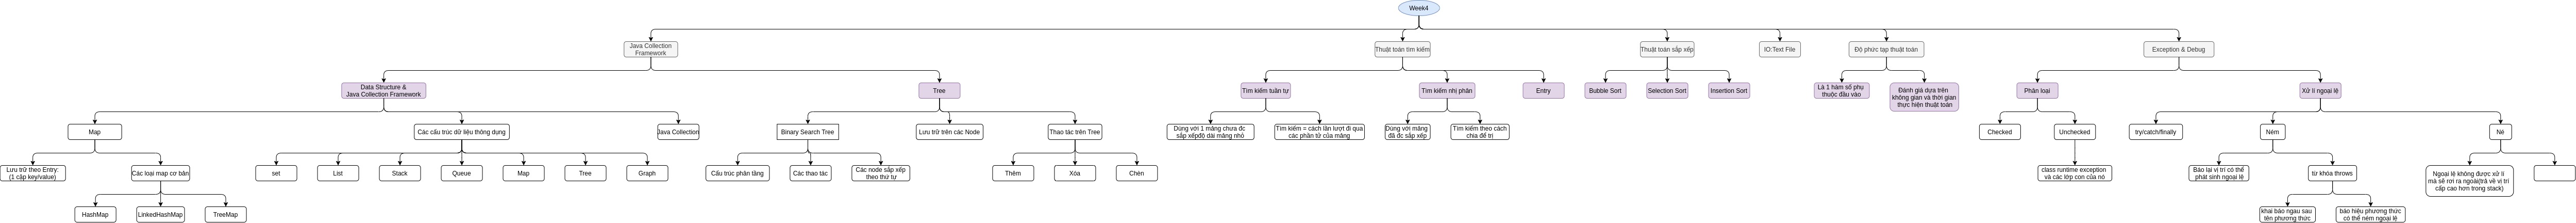 Week4
Java Collection
Framework
Thuật toán tìm kiếm
Thuật toán sắp xếp
IO:Text File
Độ phức tạp thuật toán
Exception & Debug
Data Structure &
Java Collection Framework
Tree
Tìm kiếm tuần tự
Tìm kiếm nhị phân
Entry
Bubble Sort
Selection Sort
Insertion Sort
Là 1 hàm số phụ
thuộc đầu vào
Đánh giá dựa trên
không gian và thời gian
thực hiện thuật toán
Phân loại
Xử lí ngoại lệ
Map
Các cấu trúc dữ liệu thông dụng
Java Collection
Binary Search Tree
Lưu trữ trên các Node
Thao tác trên Tree
Dùng với 1 mảng chưa đc
sắp xếpđộ dài mảng nhỏ
Tìm kiếm = cách lần lượt đi qua
các phần tử của mảng
Dùng với mảng
đã đc sắp xếp
Tìm kiếm theo cách
chia để trị
Checked
Unchecked
try/catch/finally
Ném
Né
Lưu trữ theo Entry:
(1 cặp key/value)
Các loại map cơ bản
set
List
Stack
Queue
Map
Tree
Graph
Cấu trúc phân tầng
Các thao tác
Các node sắp xếp
theo thứ tự
Thêm
Xóa
Chèn
class runtime exception
và các lớp con của nó
Báo lại vị trí có thể
phát sinh ngoại lệ
từ khóa throws
Ngoại lệ không được xử lí
mà sẽ rơi ra ngoài(trả về vị trí
cấp cao hơn trong stack)
HashMap
LinkedHashMap
TreeMap
khai báo ngau sau
tên phương thức
báo hiệu phương thức
có thể ném ngoại lệ